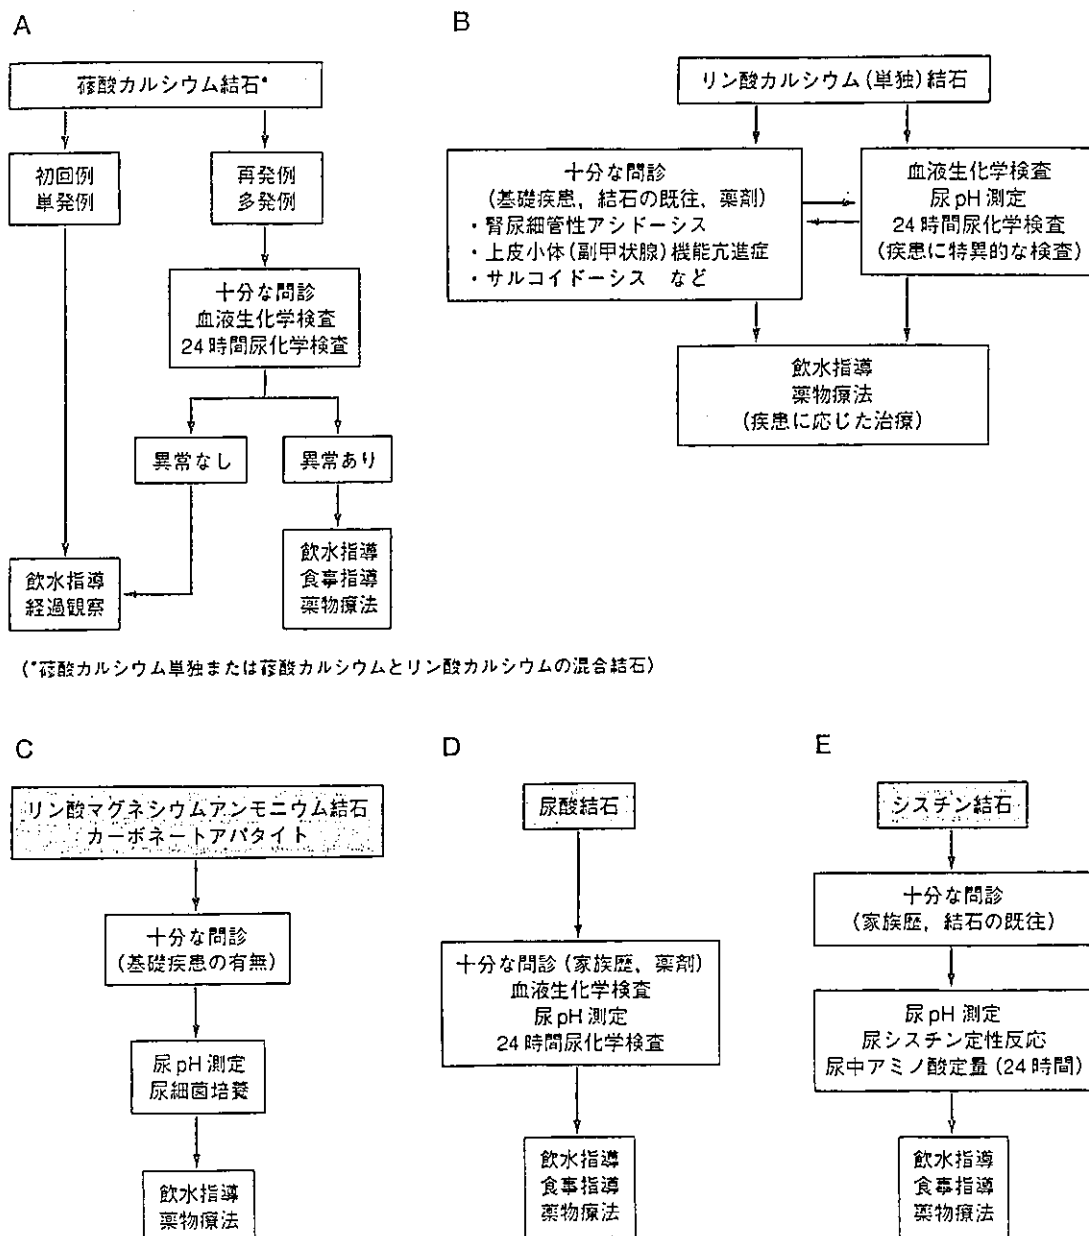 A
蓚酸カルシウム結石*
初回例
単発例
再発例
多発例
十分な問診
血液生化学検査
24時間尿化学検査
異常なし
異常あり
飲水指導
経過観察
飲水指導
食事指導
薬物療法
(*蓚酸カルシウム単独または蓚酸カルシウムとリン酸カルシウムの混合結石)
B
リン酸カルシウム(単独)結石
十分な問診
(基礎疾患, 結石の既往、薬剤)
・腎尿細管性アシドーシス
・上皮小体(副甲状腺)機能亢進症
・サルコイドーシス など
血液生化学検査
尿pH測定
24時間尿化学検査
(疾患に特異的な検査)
飲水指導
薬物療法
(疾患に応じた治療)
C
リン酸マグネシウムアンモニウム結石
カーボネートアパタイト
十分な問診
(基礎疾患の有無)
尿pH測定
尿細菌培養
飲水指導
薬物療法
D
尿酸結石
十分な問診(家族歴, 薬剤)
血液生化学検査
尿pH測定
24時間尿化学検査
飲水指導
食事指導
薬物療法
E
シスチン結石
十分な問診
(家族歴, 結石の既往)
尿pH測定
尿シスチン定性反応
尿中アミノ酸定量(24時間)
飲水指導
食事指導
薬物療法